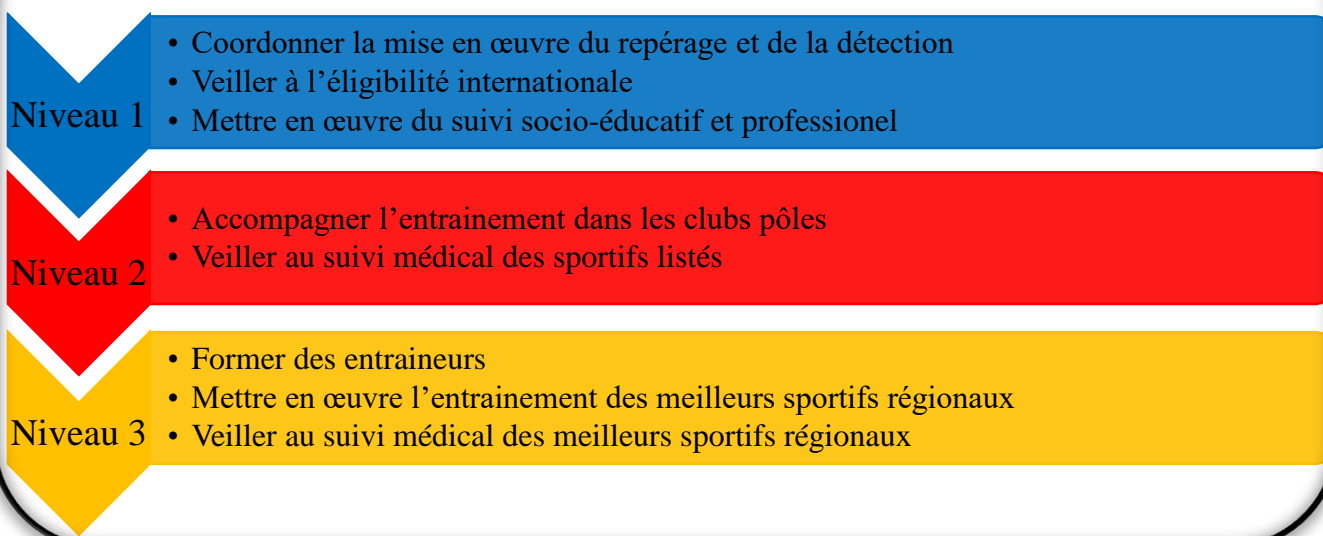 Niveau 1
• Coordonner la mise en œuvre du repérage et de la détection
• Veiller à l’éligibilité internationale
• Mettre en œuvre du suivi socio-éducatif et professionel
Niveau 2
• Accompagner l’entrainement dans les clubs pôles
• Veiller au suivi médical des sportifs listés
Niveau 3
• Former des entraineurs
• Mettre en œuvre l’entrainement des meilleurs sportifs régionaux
• Veiller au suivi médical des meilleurs sportifs régionaux